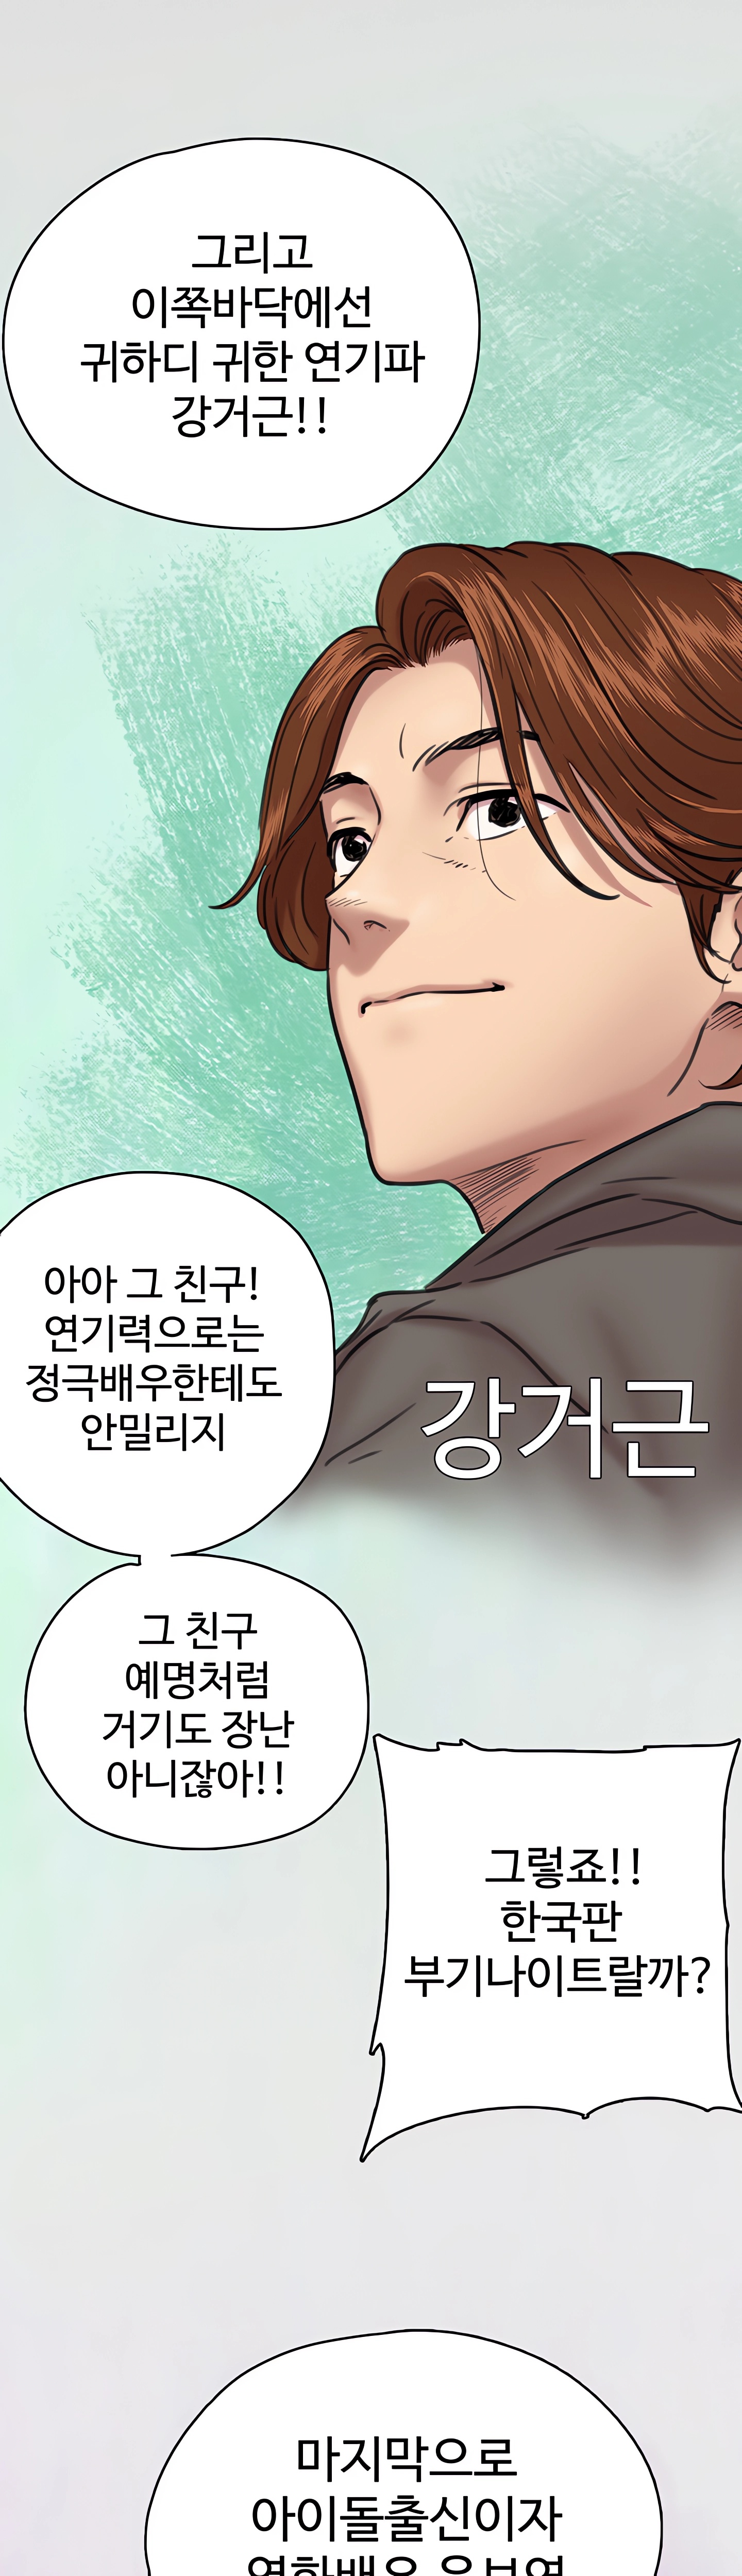 그리고
이쪽바닥에선
귀하디 귀한 연기파
강거근!!
아아 그 친구!
연기력으로는
정극배우한테도
안밀리지
강거근
그 친구
예명처럼
거기도 장난
아니잖아!!
그렇죠!!
한국판
부기나이트랄까?
마지막으로
아이돌출신이자